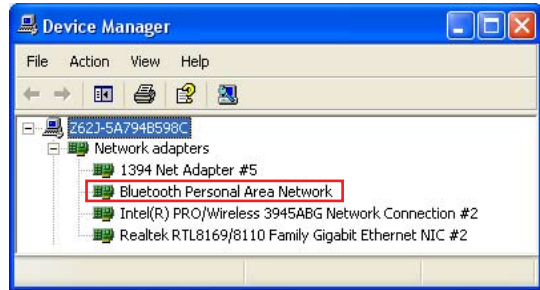 Device Manager
File Action View Help
Z62J-5A794B598C
Network adapters
1394 Net Adapter #5
Bluetooth Personal Area Network
Intel(R) PRO/Wireless 3945ABG Network Connection #2
Realtek RTL8169/8110 Family Gigabit Ethernet NIC #2